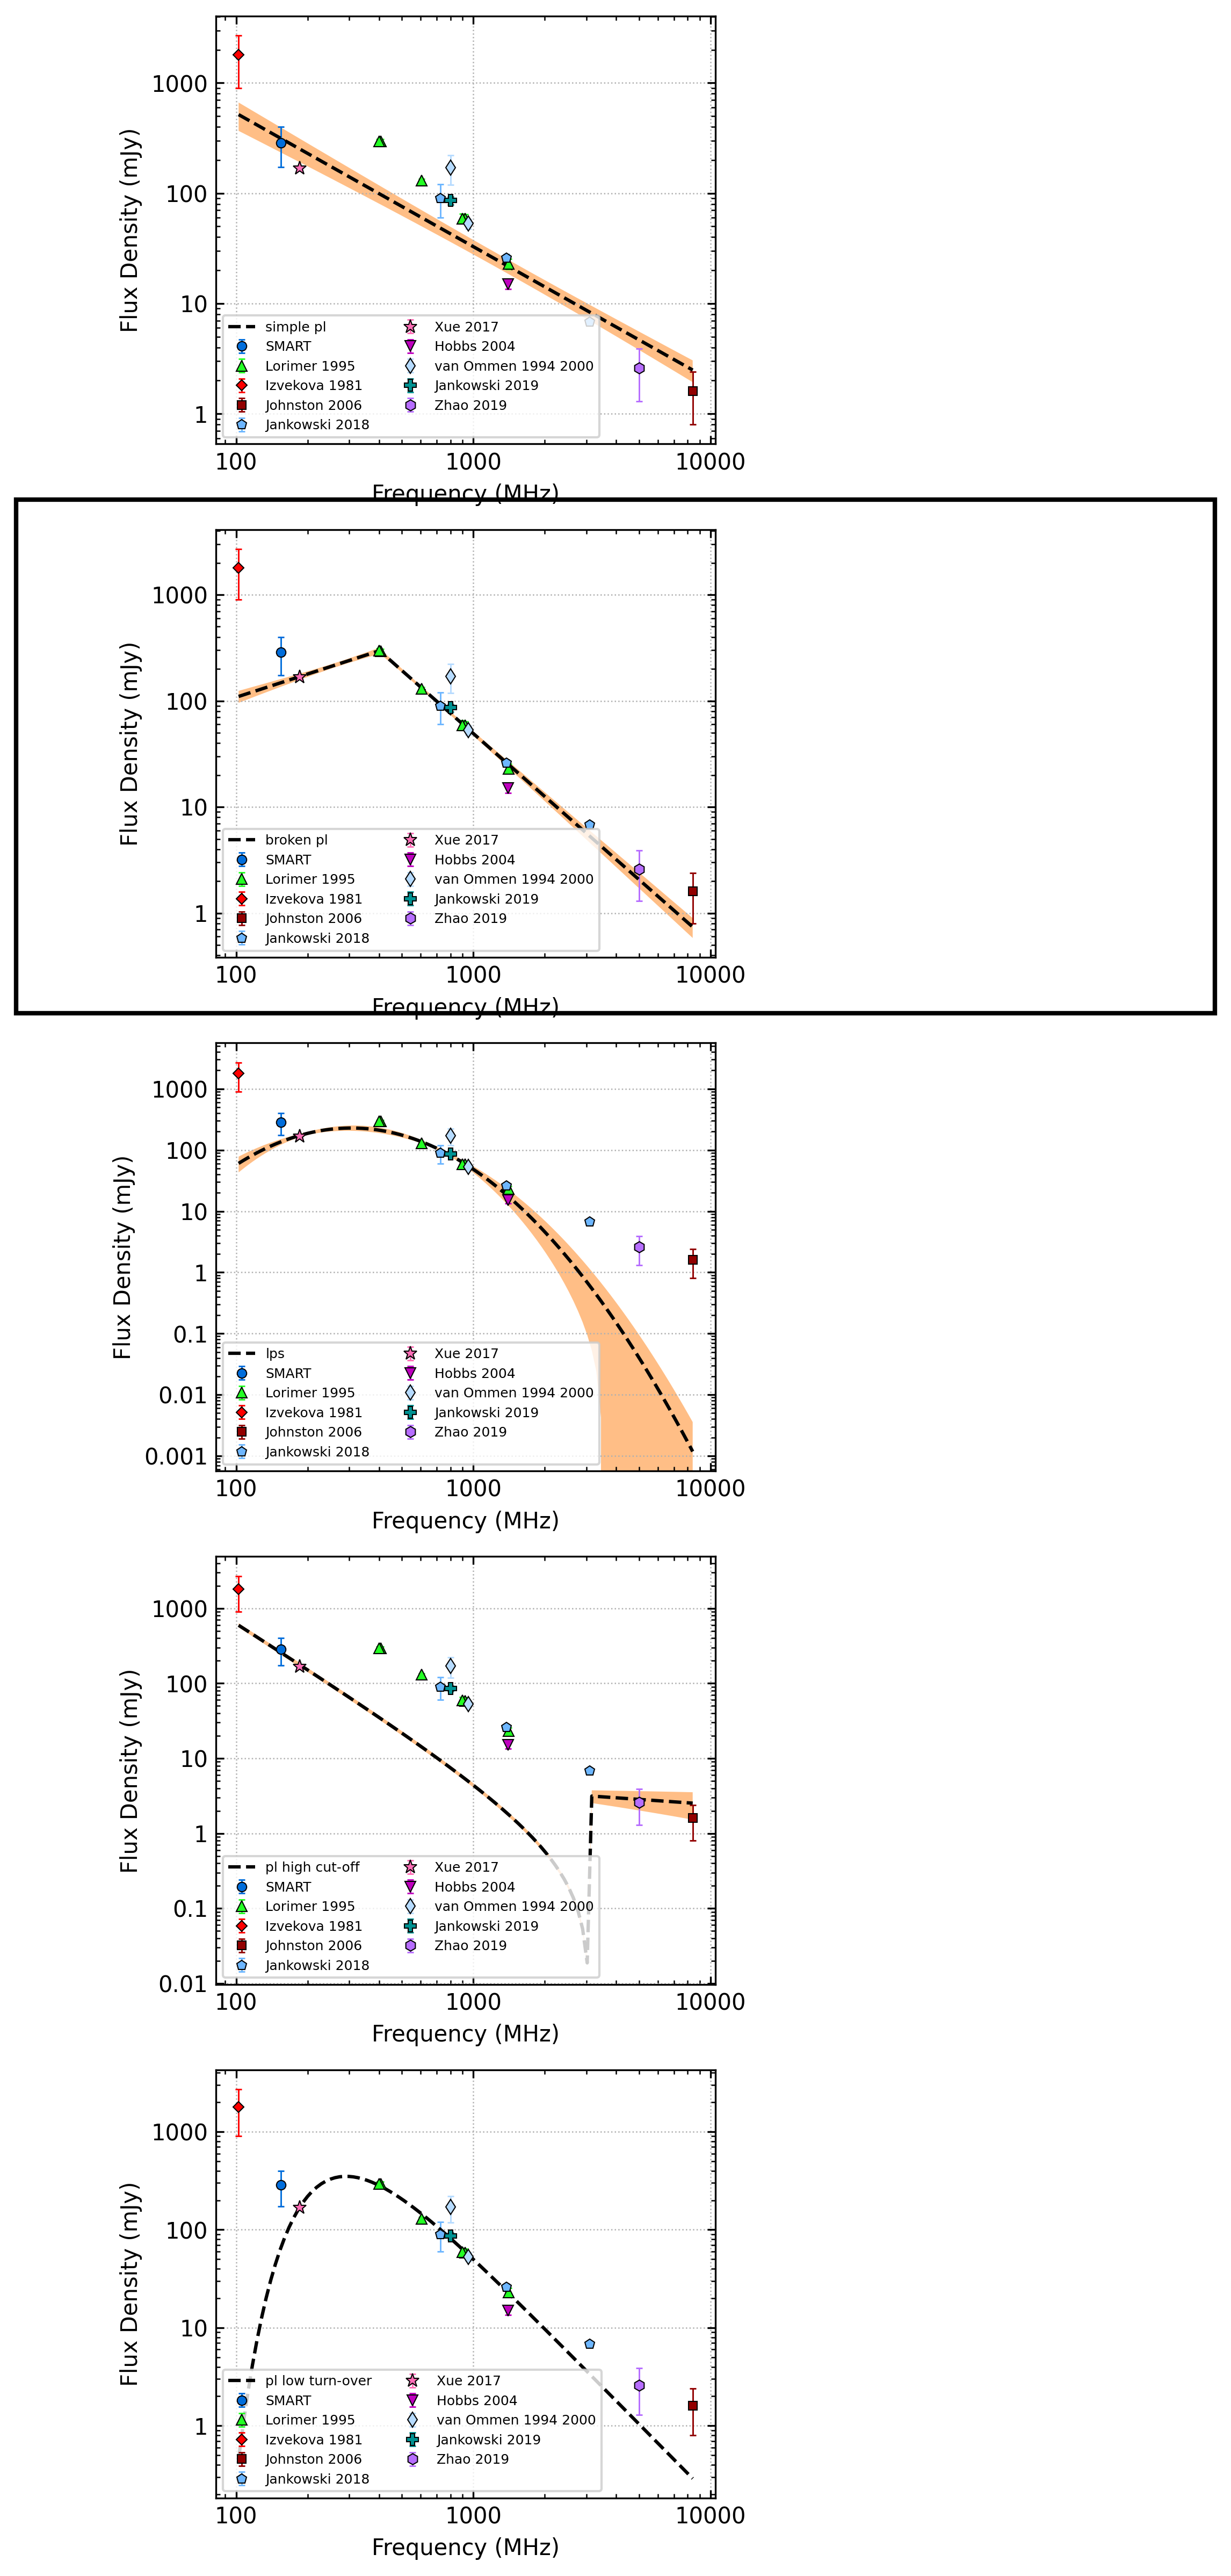 Flux Density (mJy)
1000
100
10
1
simple pl
SMART
Lorimer 1995
Izvekova 1981
Johnston 2006
Jankowski 2018
Xue 2017
Hobbs 2004
van Ommen 1994 2000
Jankowski 2019
Zhao 2019
100 1000 10000
Frequency (MHz)
Flux Density (mJy)
1000
100
10
1
broken pl
SMART
Lorimer 1995
Izvekova 1981
Johnston 2006
Jankowski 2018
Xue 2017
Hobbs 2004
van Ommen 1994 2000
Jankowski 2019
Zhao 2019
100 1000 10000
Frequency (MHz)
Flux Density (mJy)
1000
100
10
1
0.1
0.01
0.001
lps
SMART
Lorimer 1995
Izvekova 1981
Johnston 2006
Jankowski 2018
Xue 2017
Hobbs 2004
van Ommen 1994 2000
Jankowski 2019
Zhao 2019
100 1000 10000
Frequency (MHz)
Flux Density (mJy)
1000
100
10
1
0.1
0.01
pl high cut-off
SMART
Lorimer 1995
Izvekova 1981
Johnston 2006
Jankowski 2018
Xue 2017
Hobbs 2004
van Ommen 1994 2000
Jankowski 2019
Zhao 2019
100 1000 10000
Frequency (MHz)
Flux Density (mJy)
1000
100
10
1
pl low turn-over
SMART
Lorimer 1995
Izvekova 1981
Johnston 2006
Jankowski 2018
Xue 2017
Hobbs 2004
van Ommen 1994 2000
Jankowski 2019
Zhao 2019
100 1000 10000
Frequency (MHz)